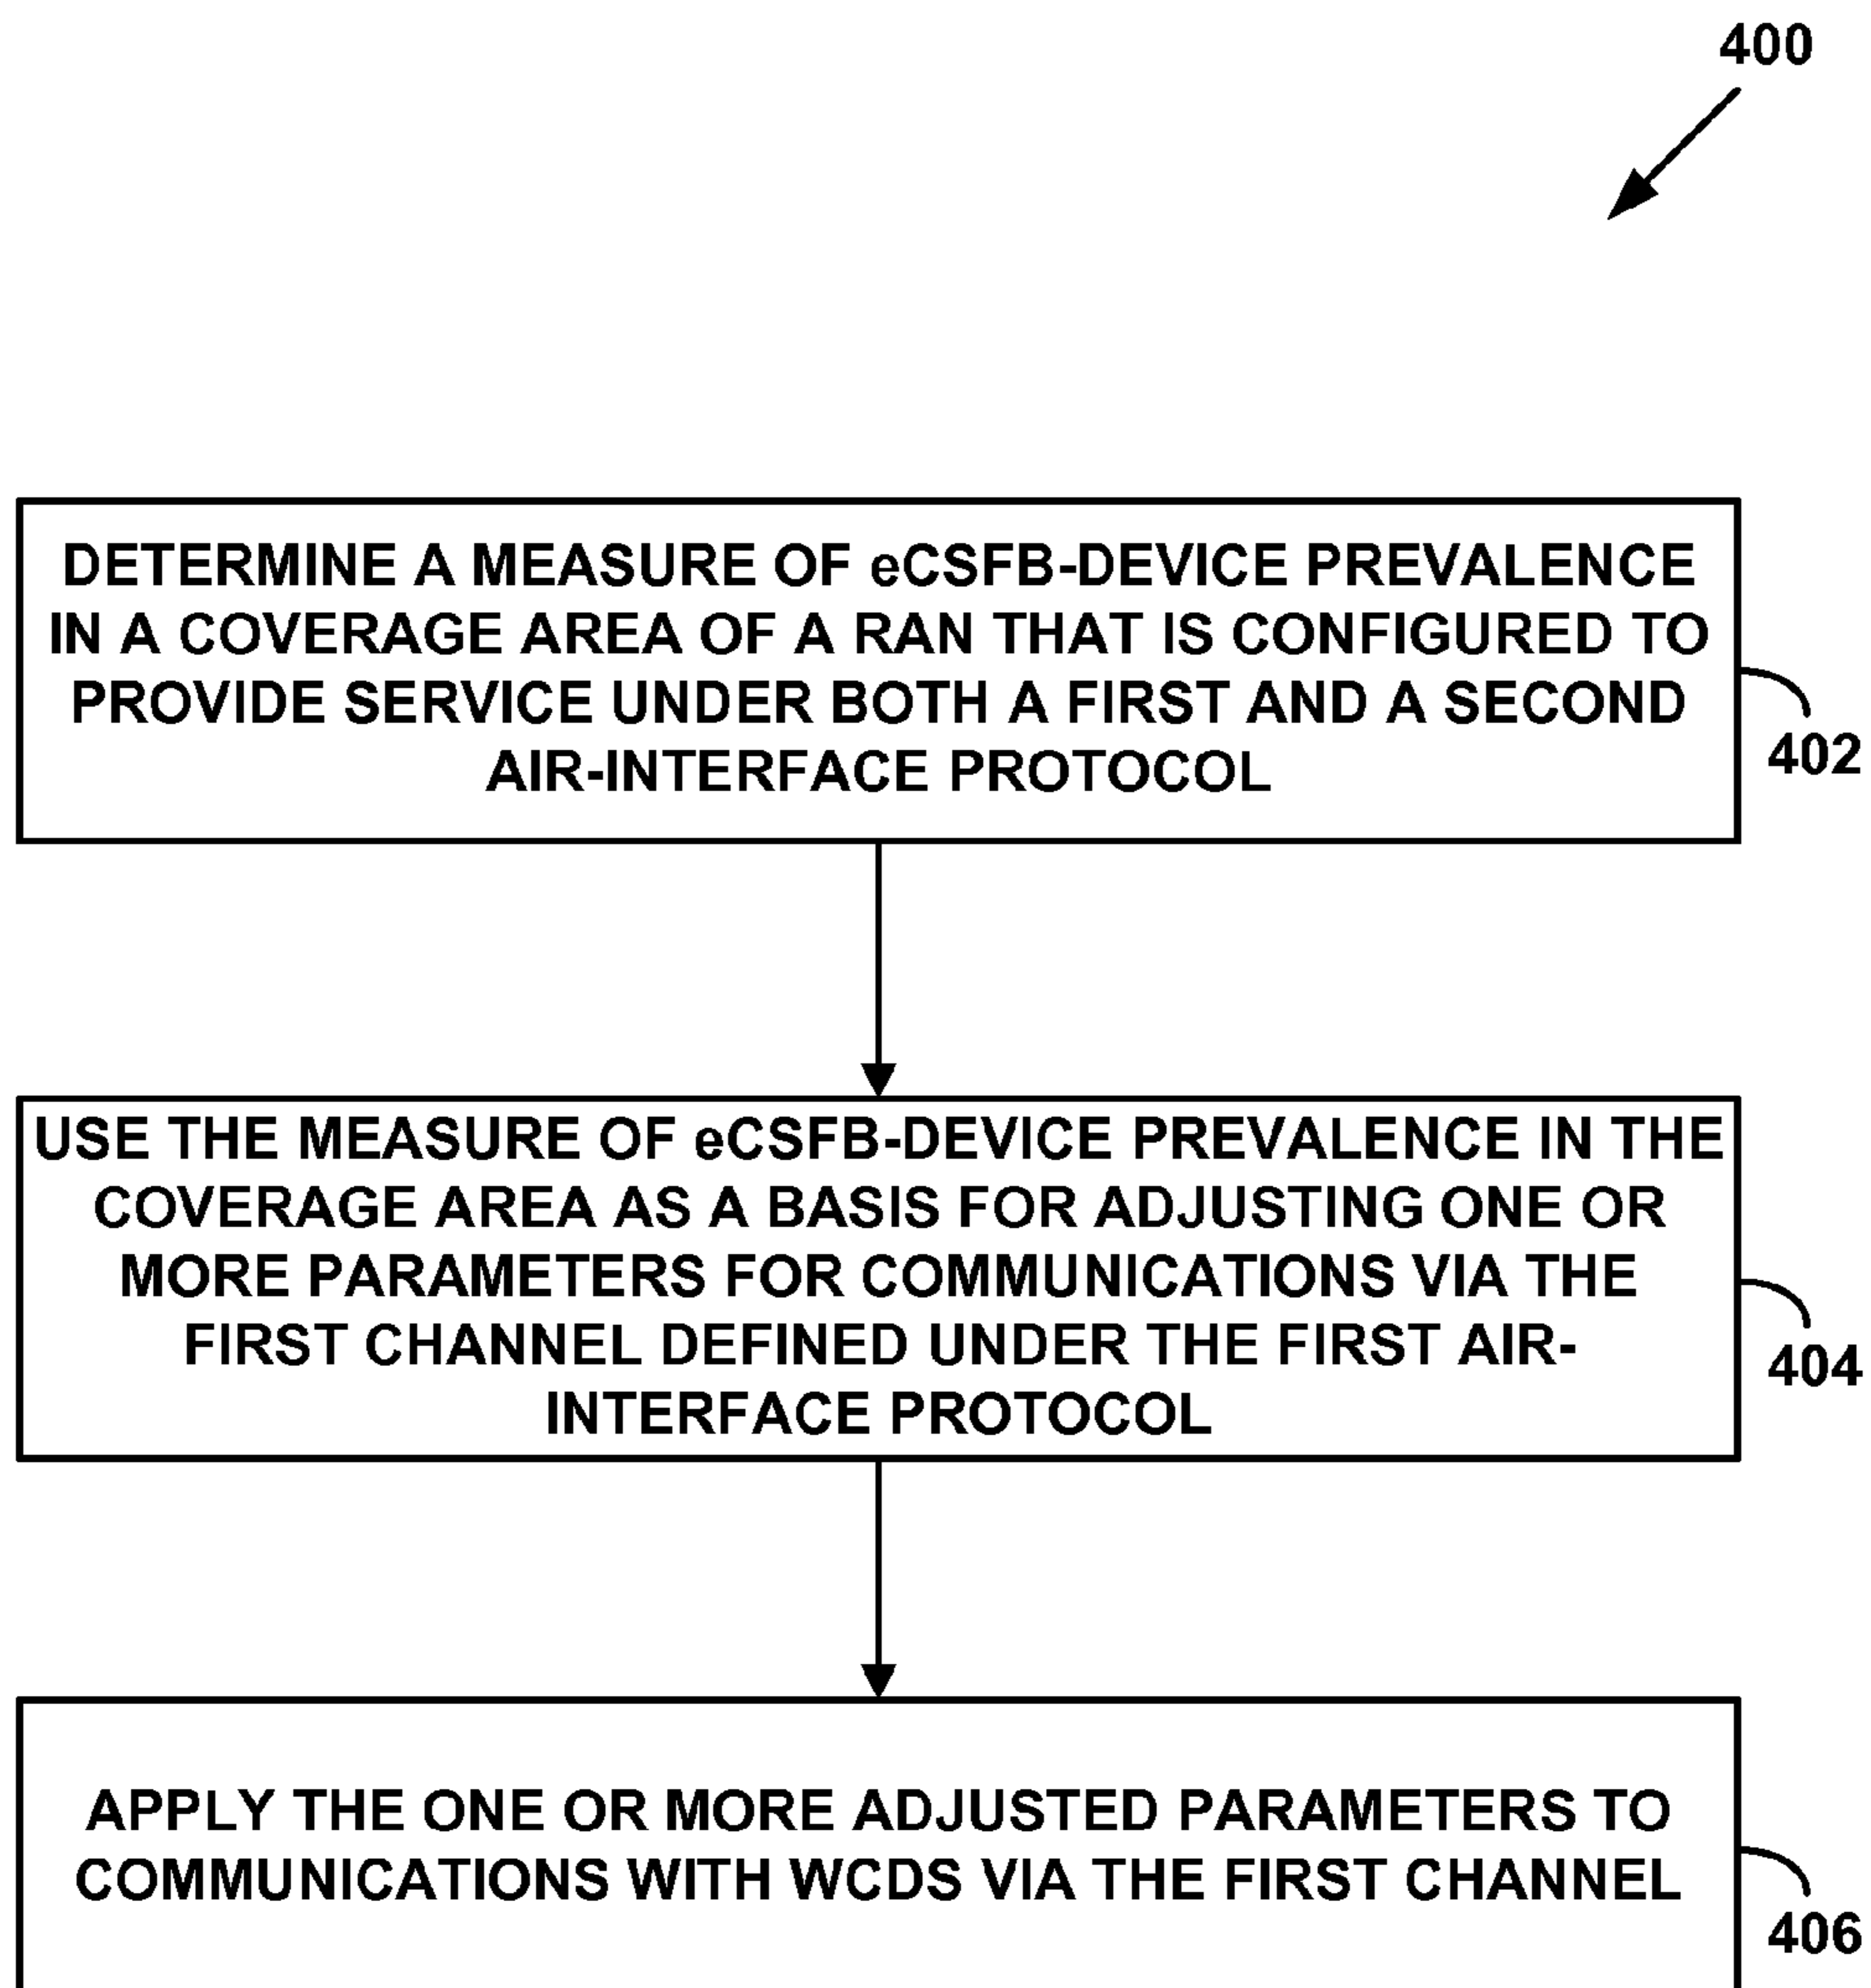 400
DETERMINE A MEASURE OF eCSFB-DEVICE PREVALENCE
IN A COVERAGE AREA OF A RAN THAT IS CONFIGURED TO
PROVIDE SERVICE UNDER BOTH A FIRST AND A SECOND
AIR-INTERFACE PROTOCOL
402
USE THE MEASURE OF eCSFB-DEVICE PREVALENCE IN THE
COVERAGE AREA AS A BASIS FOR ADJUSTING ONE OR
MORE PARAMETERS FOR COMMUNICATIONS VIA THE
FIRST CHANNEL DEFINED UNDER THE FIRST AIR-
INTERFACE PROTOCOL
404
APPLY THE ONE OR MORE ADJUSTED PARAMETERS TO
COMMUNICATIONS WITH WCDS VIA THE FIRST CHANNEL
406